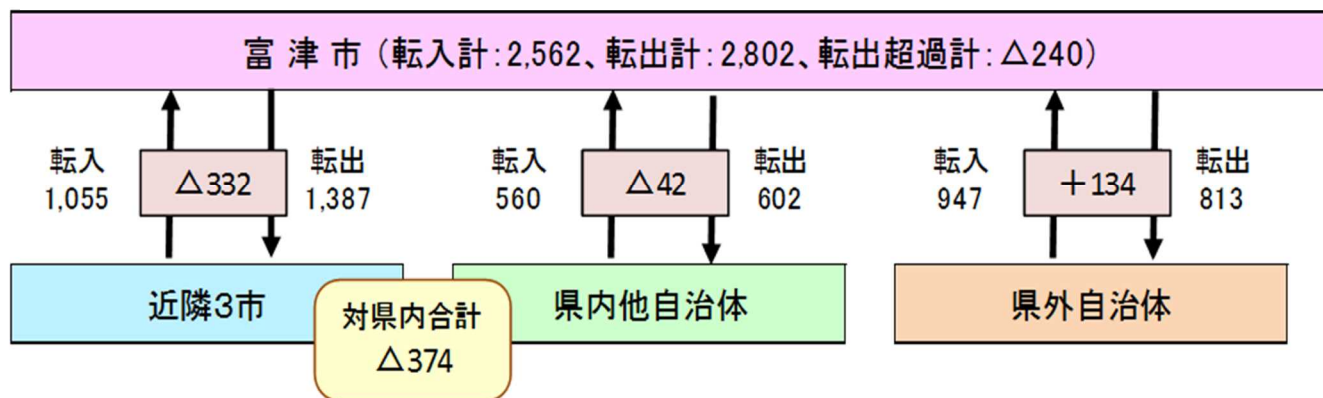 富 津 市 (転入計:2,562、転出計:2,802、転出超過計:△240)
転入
1,055
△332
転出
1,387
転入
560
△42
転出
602
転入
947
+134
転出
813
近隣3市
対県内合計
△374
県内他自治体
県外自治体